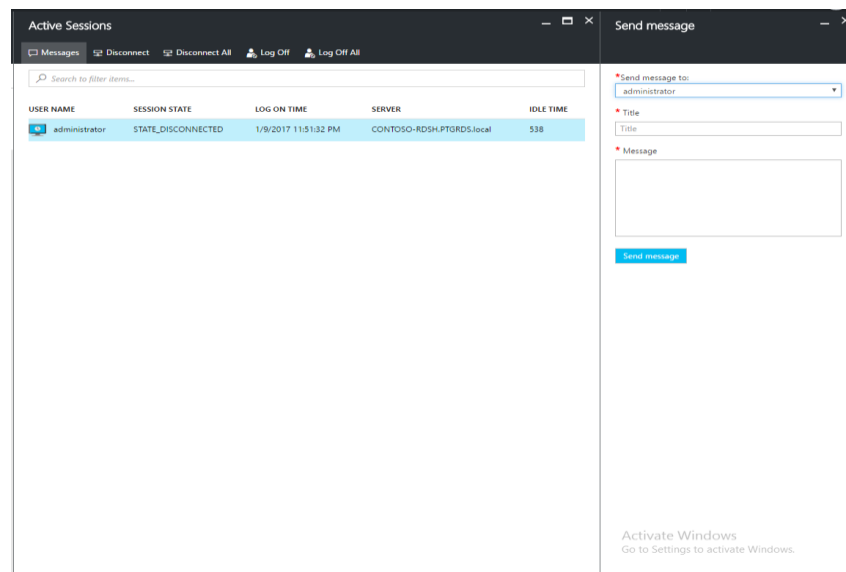 Active Sessions
Messages Disconnect Disconnect All Log Off Log Off All
Search to filter items...
USER NAME SESSION STATE LOG ON TIME SERVER IDLE TIME
administrator STATE_DISCONNECTED 1/9/2017 11:51:32 PM CONTOSO-RDSH.PTGRDS.local 538
Send message
*Send message to:
administrator
* Title
Title
* Message
Send message
Activate Windows
Go to Settings to activate Windows.